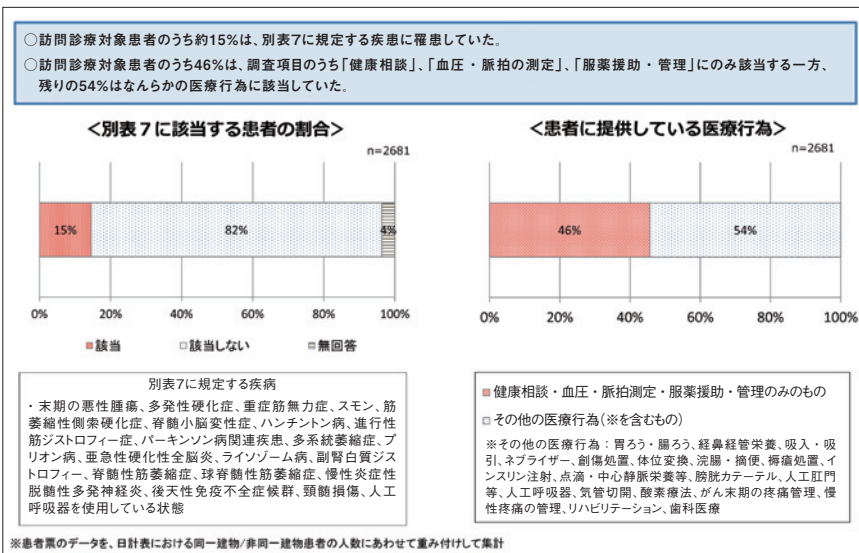 ○訪問診療対象患者のうち約15%は、別表7に規定する疾患に罹患していた。
○訪問診療対象患者のうち46%は、調査項目のうち「健康相談」、「血圧・脈拍の測定」、「服薬援助・管理」にのみ該当する一方、
残りの54%はなんらかの医療行為に該当していた。
＜別表7に該当する患者の割合＞
n=2681
15% 82% 4%
0% 20% 40% 60% 80% 100%
該当 該当しない 無回答
別表7に規定する疾病
・末期の悪性腫瘍、多発性硬化症、重症筋無力症、スモン、筋
萎縮性側索硬化症、脊髄小脳変性症、ハンチントン病、進行性
筋ジストロフィー症、パーキンソン病関連疾患、多系統萎縮症、プ
リオン病、亜急性硬化性全脳炎、ライソゾーム病、副腎白質ジ
ストロフィー、脊髄性筋萎縮症、球脊髄性筋萎縮症、慢性炎症性
脱髄性多発神経炎、後天性免疫不全症候群、頸髄損傷、人工
呼吸器を使用している状態
＜患者に提供している医療行為＞
n=2681
46% 54%
0% 20% 40% 60% 80% 100%
健康相談・血圧・脈拍測定・服薬援助・管理のみのもの
その他の医療行為(※を含むもの)
※その他の医療行為：胃ろう・腸ろう、経鼻経管栄養、吸入・吸
引、ネブライザー、創傷処置、体位変換、浣腸・摘便、褥瘡処置、イ
ンスリン注射、点滴・中心静脈栄養等、膀胱カテーテル、人工肛門
等、人工呼吸器、気管切開、酸素療法、がん末期の疼痛管理、慢
性疼痛の管理、リハビリテーション、歯科医療
※患者票のデータを、日計表における同一建物/非同一建物患者の人数にあわせて重み付けして集計